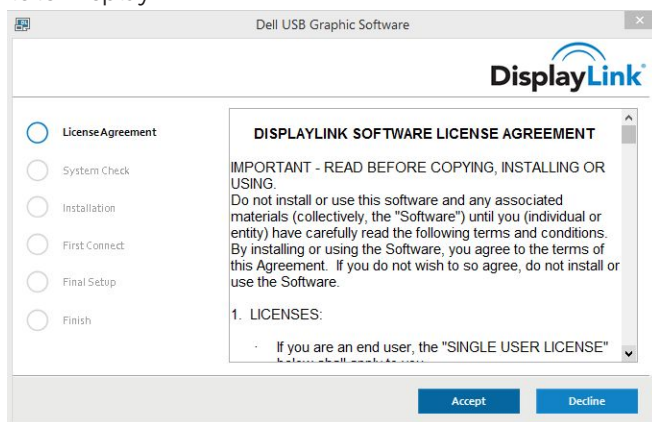 Dell USB Graphic Software
DisplayLink
License Agreement
System Check
Installation
First Connect
Final Setup
Finish
DISPLAYLINK SOFTWARE LICENSE AGREEMENT
IMPORTANT - READ BEFORE COPYING, INSTALLING OR
USING.
Do not install or use this software and any associated
materials (collectively, the "Software") until you (individual or
entity) have carefully read the following terms and conditions.
By installing or using the Software, you agree to the terms of
this Agreement. If you do not wish to so agree, do not install or
use the Software.
1. LICENSES:
· If you are an end user, the "SINGLE USER LICENSE"
Accept
Decline